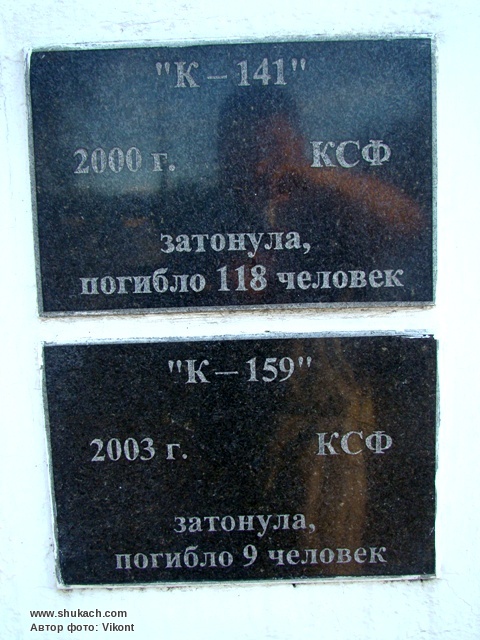 "К – 141"
2000 г. КСФ
затонула,
погибло 118 человек
"К – 159"
2003 г. КСФ
затонула,
погибло 9 человек
www.shukach.com
Автор фото: Vikont